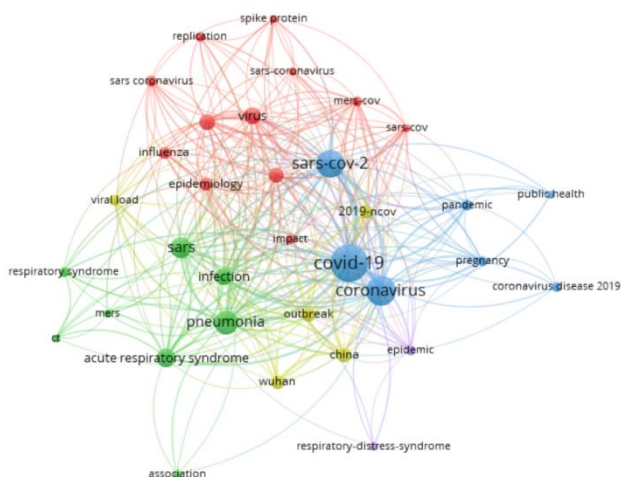 spike protein
replication
sars-coronavirus
sars coronavirus
mers-cov
virus
sars-cov
influenza
sars-cov-2
epidemiology
public health
viral load
pandemic
2019-ncov
impact
sars
covid-19
pregnancy
respiratory syndrome
infection
coronavirus
coronavirus disease 2019
mers
outbreak
pneumonia
ct
epidemic
acute respiratory syndrome
china
wuhan
respiratory-distress-syndrome
association